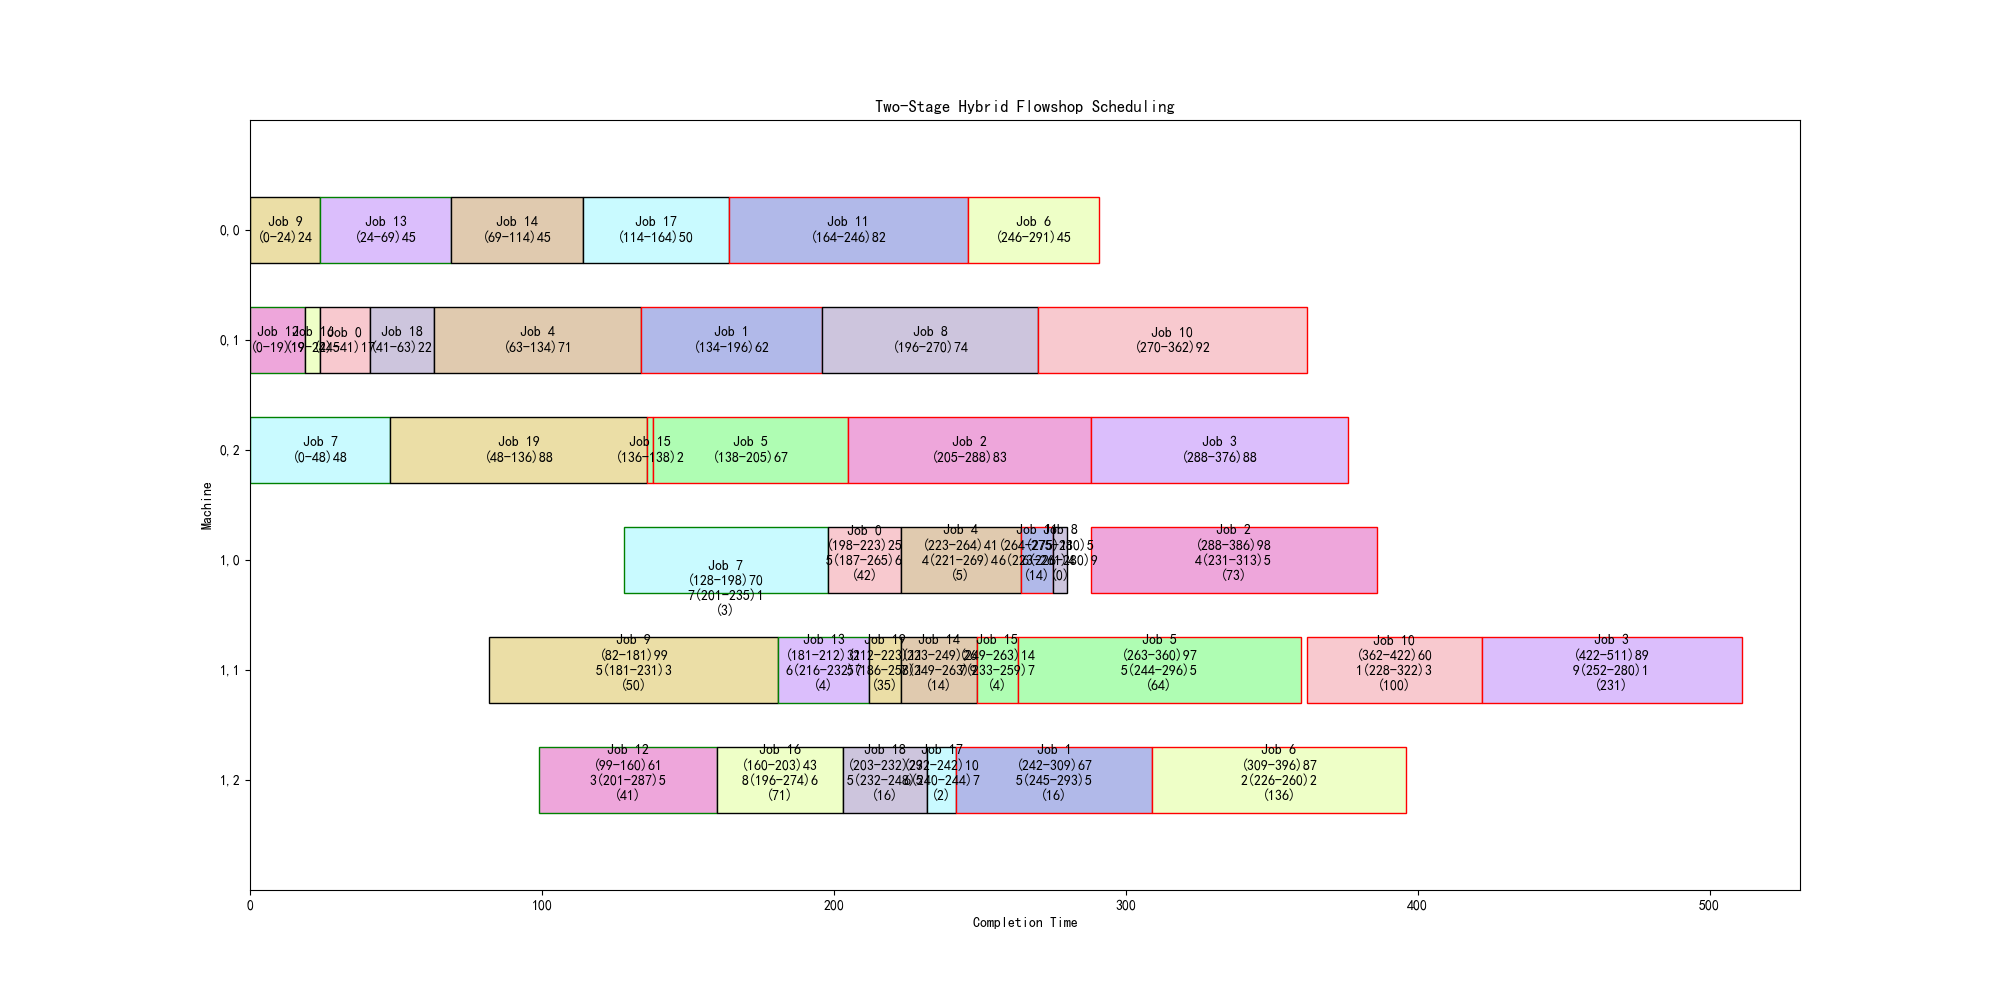 Two-Stage Hybrid Flowshop Scheduling
0,0
Job 9
(0-24)24
Job 13
(24-69)45
Job 14
(69-114)45
Job 17
(114-164)50
Job 11
(164-246)82
Job 6
(246-291)45
0,1
Job 12
(0-19)19
Job 16
(19-24)5
Job 0
(24-41)17
Job 18
(41-63)22
Job 4
(63-134)71
Job 1
(134-196)62
Job 8
(196-270)74
Job 10
(270-362)92
0,2
Job 7
(0-48)48
Job 19
(48-136)88
Job 15
(136-138)2
Job 5
(138-205)67
Job 2
(205-288)83
Job 3
(288-376)88
1,0
Job 7
(128-198)70
7(201-235)1
(3)
Job 0
(198-223)25
5(187-265)6
(42)
Job 4
(223-264)41
4(221-269)4
(5)
Job 11
(264-275)11
(14)
Job 8
(275-280)5
(0)
Job 2
(288-386)98
4(231-313)5
(73)
1,1
Job 9
(82-181)99
5(181-231)3
(50)
Job 13
(181-212)31
(4)
Job 19
(212-223)11
(35)
Job 14
(223-249)26
(14)
Job 15
(249-263)14
7(233-259)7
(4)
Job 5
(263-360)97
5(244-296)5
(64)
Job 10
(362-422)60
1(228-322)3
(100)
Job 3
(422-511)89
9(252-280)1
(231)
1,2
Job 12
(99-160)61
3(201-287)5
(41)
Job 16
(160-203)43
8(196-274)6
(71)
Job 18
(203-232)29
(16)
Job 17
(232-242)10
6(240-244)7
(2)
Job 1
(242-309)67
5(245-293)5
(16)
Job 6
(309-396)87
2(226-260)2
(136)
Machine
0
100
200
300
400
500
Completion Time